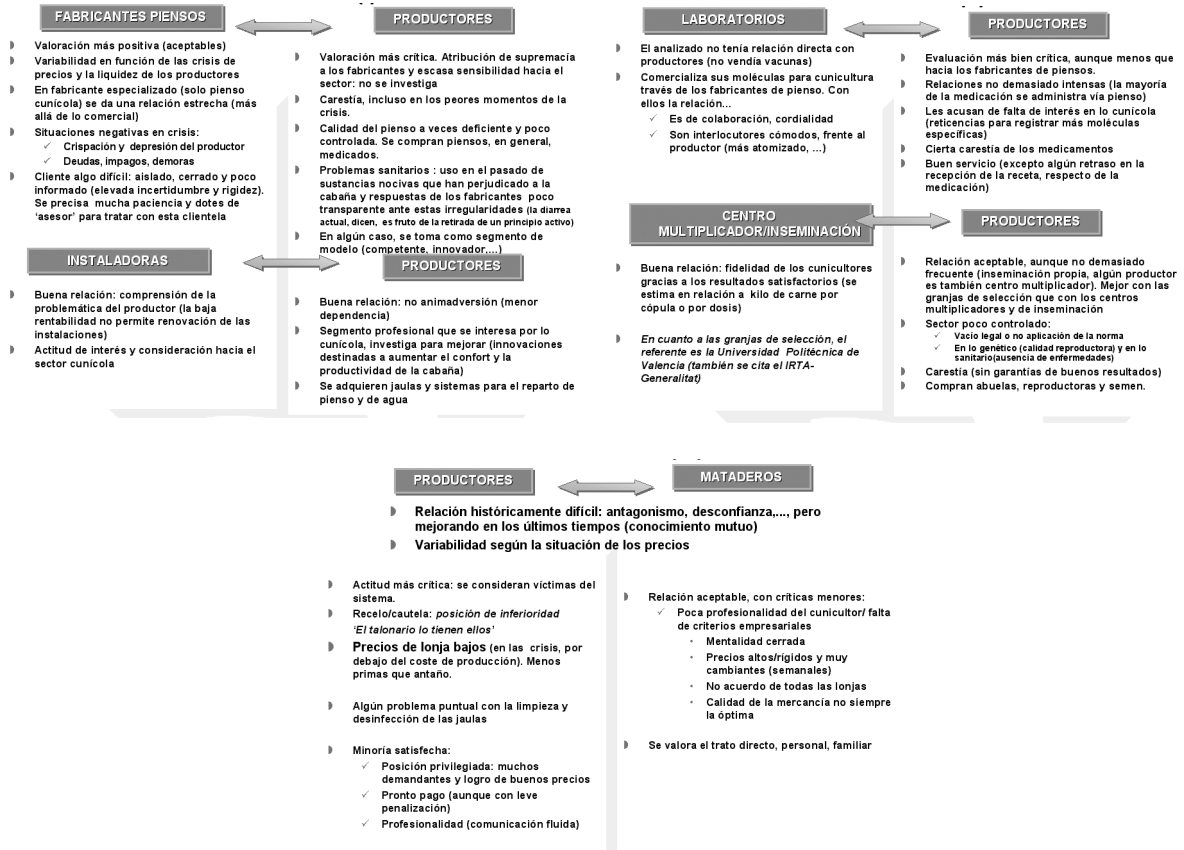 FABRICANTES PIENSOS
Valoración más positiva (aceptables)
Variabilidad en función de las crisis de
precios y la liquidez de los productores
En fabricante especializado (solo pienso
cunícola) se da una relación estrecha (más
allá de lo comercial)
Situaciones negativas en crisis:
Crispación y depresión del productor
Deudas, impagos, demoras
Cliente algo difícil: aislado, cerrado y poco
informado (elevada incertidumbre y rigidez).
Se precisa mucha paciencia y dotes de
‘asesor’ para tratar con esta clientela
PRODUCTORES
Valoración más crítica. Atribución de supremacía
a los fabricantes y escasa sensibilidad hacia el
sector: no se investiga
Carestía, incluso en los peores momentos de la
crisis.
Calidad del pienso a veces deficiente y poco
controlada. Se compran piensos, en general,
medicados.
Problemas sanitarios : uso en el pasado de
sustancias nocivas que han perjudicado a la
cabaña y respuestas de los fabricantes poco
transparente ante estas irregularidades (la diarrea
actual, dicen, es fruto de la retirada de un principio activo)
En algún caso, se toma como segmento de
modelo (competente, innovador,...)
INSTALADORAS
Buena relación: comprensión de la
problemática del productor (la baja
rentabilidad no permite renovación de las
instalaciones)
Actitud de interés y consideración hacia el
sector cunícola
PRODUCTORES
Buena relación: no animadversión (menor
dependencia)
Segmento profesional que se interesa por lo
cunícola, investiga para mejorar (innovaciones
destinadas a aumentar el confort y la
productividad de la cabaña)
Se adquieren jaulas y sistemas para el reparto de
pienso y de agua
LABORATORIOS
El analizado no tenía relación directa con
productores (no vendía vacunas)
Comercializa sus moléculas para cunicultura
través de los fabricantes de pienso. Con
ellos la relación...
Es de colaboración, cordialidad
Son interlocutores cómodos, frente al
productor (más atomizado, ...)
PRODUCTORES
Evaluación más bien crítica, aunque menos que
hacia los fabricantes de piensos.
Relaciones no demasiado intensas (la mayoría
de la medicación se administra vía pienso)
Les acusan de falta de interés en lo cunícola
(reticencias para registrar más moléculas
específicas)
Cierta carestía de los medicamentos
Buen servicio (excepto algún retraso en la
recepción de la receta, respecto de la
medicación)
CENTRO
MULTIPLICADOR/INSEMINACIÓN
Buena relación: fidelidad de los cunicultores
gracias a los resultados satisfactorios (se
estima en relación a kilo de carne por
cópula o por dosis)
En cuanto a las granjas de selección, el
referente es la Universidad Politècnica de
Valencia (también se cita el IRTA-
Generalitat)
PRODUCTORES
Relación aceptable, aunque no demasiado
frecuente (inseminación propia, algún productor
es también centro multiplicador). Mejor con las
granjas de selección que con los centros
multiplicadores y de inseminación
Sector poco controlado:
Vacío legal o no aplicación de la norma
En lo genético (calidad reproductora) y en lo
sanitario(ausencia de enfermedades)
Carestía (sin garantías de buenos resultados)
Compran abuelas, reproductoras y semen.
PRODUCTORES
MATADEROS
Relación históricamente difícil: antagonismo, desconfianza,..., pero
mejorando en los últimos tiempos (conocimiento mutuo)
Variabilidad según la situación de los precios
Actitud más crítica: se consideran víctimas del
sistema.
Recelo/cautela: posición de inferioridad
‘El talonario lo tienen ellos’
Precios de lonja bajos (en las crisis, por
debajo del coste de producción). Menos
primas que antaño.
Algún problema puntual con la limpieza y
desinfección de las jaulas
Minoría satisfecha:
Posición privilegiada: muchos
demandantes y logro de buenos precios
Pronto pago (aunque con leve
penalización)
Profesionalidad (comunicación fluida)
Relación aceptable, con críticas menores:
Poca profesionalidad del cunicultor/ falta
de criterios empresariales
Mentalidad cerrada
Precios altos/rígidos y muy
cambiantes (semanales)
No acuerdo de todas las lonjas
Calidad de la mercancía no siempre
la óptima
Se valora el trato directo, personal, familiar